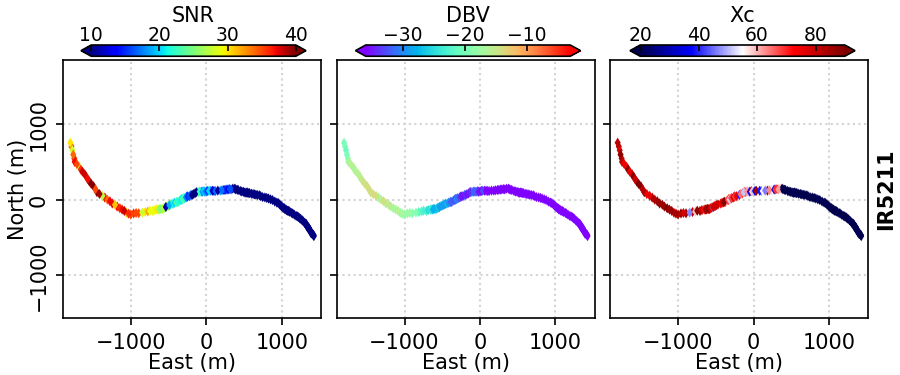 SNR DBV Xc
10 20 30 40 −30 −20 −10 20 40 60 80
1000
0
−1000
North (m)
IR5211
−1000 0 1000 −1000 0 1000 −1000 0 1000
East (m) East (m) East (m)